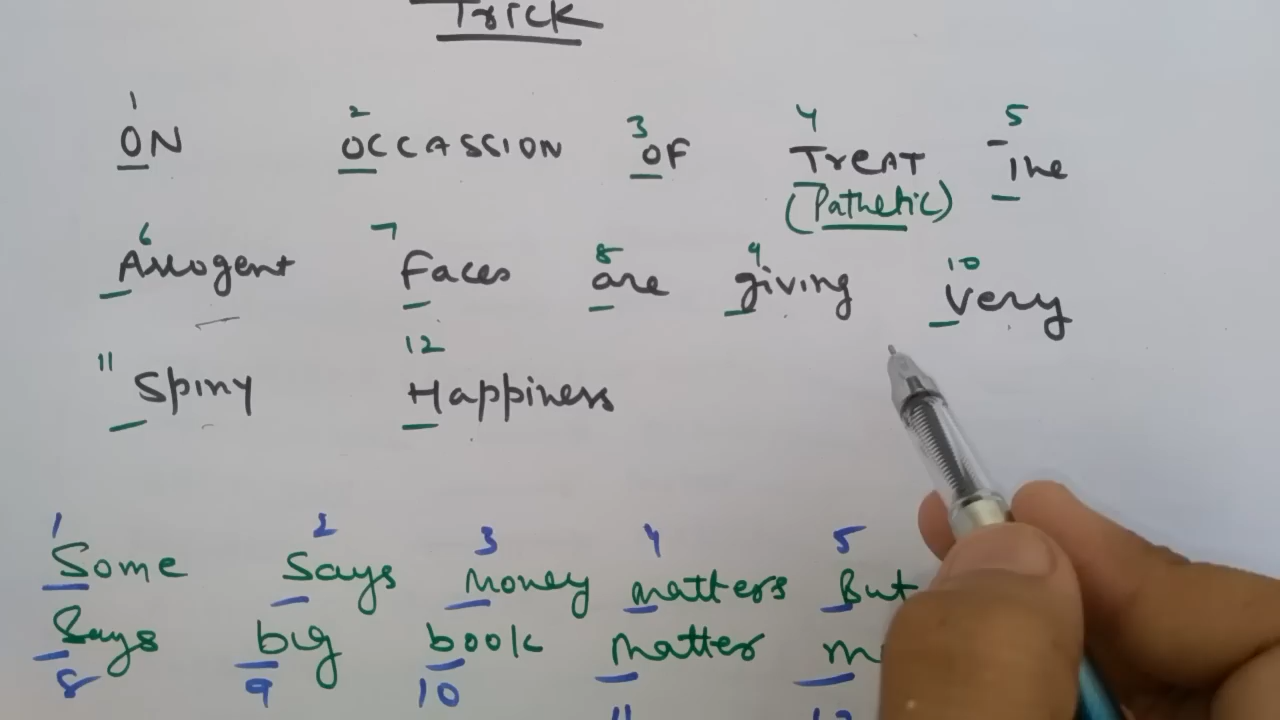 Trick
1 2 3 4 5
ON OCCASSION OF TreAT The
(Pathetic)
6 7 8 9 10
Arrogent Faces are giving very
11 12
Spiny Happiness
1 2 3 4 5
Some Says Money matters But
Says big book matter
8 9 10 11 12